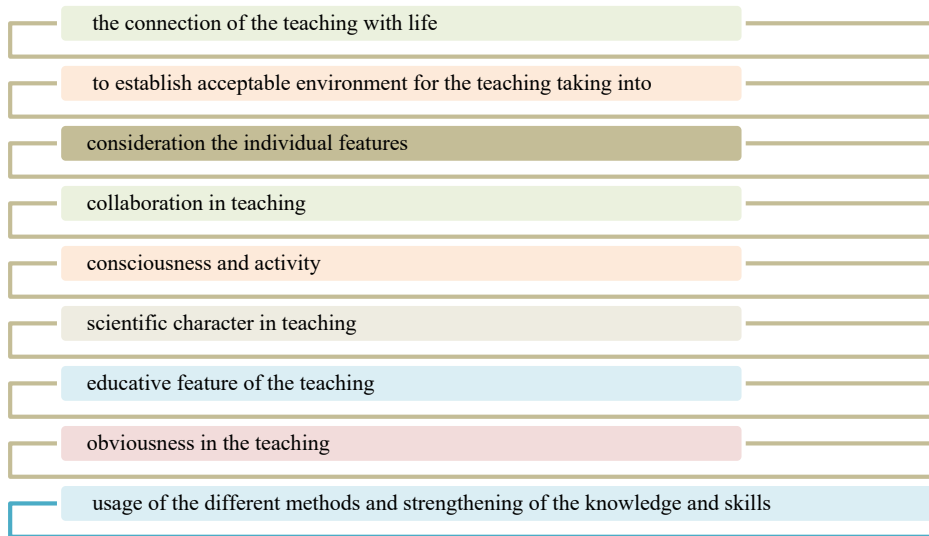 the connection of the teaching with life
to establish acceptable environment for the teaching taking into
consideration the individual features
collaboration in teaching
consciousness and activity
scientific character in teaching
educative feature of the teaching
obviousness in the teaching
usage of the different methods and strengthening of the knowledge and skills